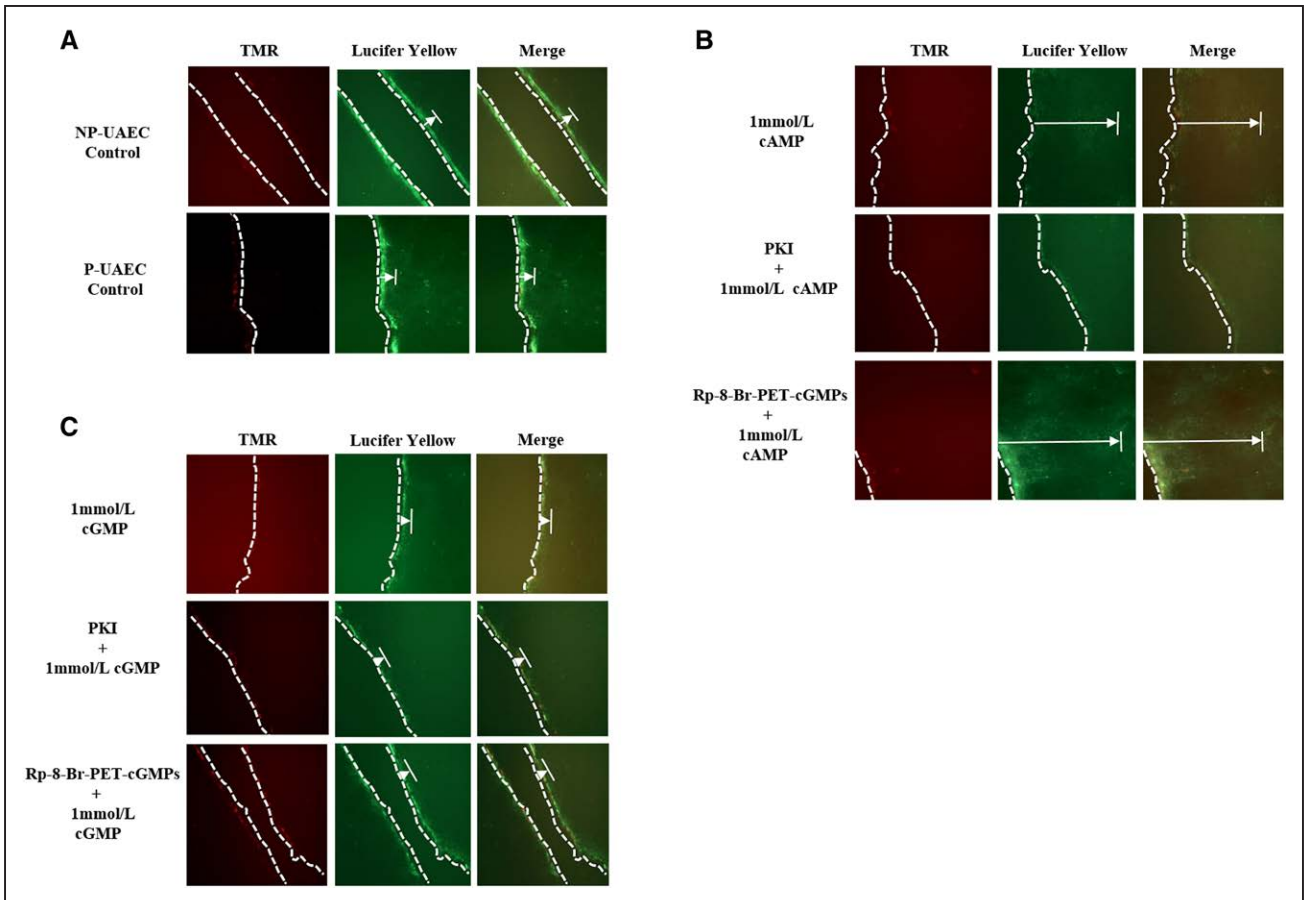 A
TMR Lucifer Yellow Merge
NP-UAEC
Control
P-UAEC
Control
B
TMR Lucifer Yellow Merge
1mmol/L
cAMP
PKI
+
1mmol/L cAMP
Rp-8-Br-PET-cGMPs
+
1mmol/L
cAMP
C
TMR Lucifer Yellow Merge
1mmol/L
cGMP
PKI
+
1mmol/L cGMP
Rp-8-Br-PET-cGMPs
+
1mmol/L
cGMP